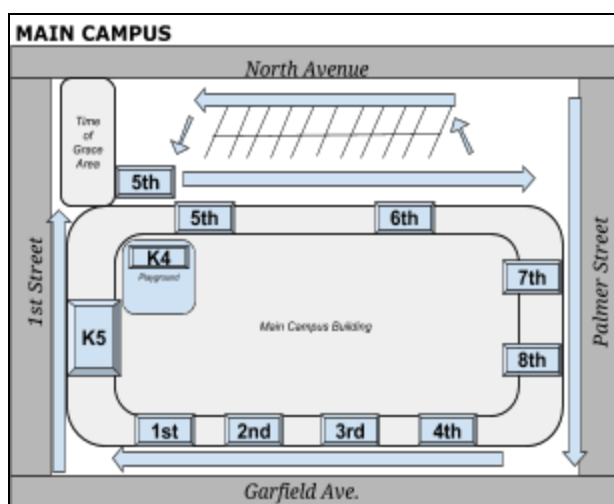 MAIN CAMPUS
North Avenue
Time
of
Grace
Area
5th
5th
6th
1st Street
K4
Playground
7th
Palmer Street
K5
Main Campus Building
8th
1st
2nd
3rd
4th
Garfield Ave.